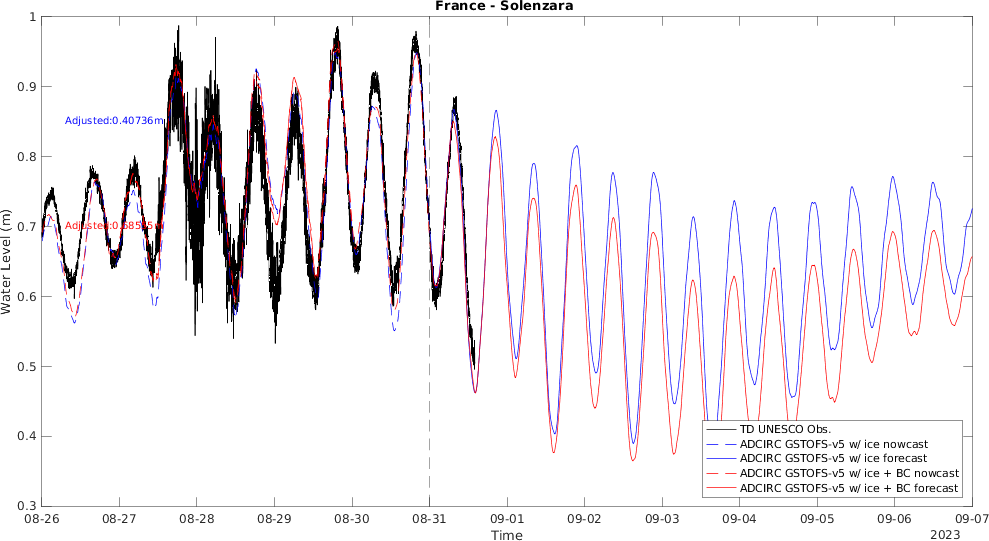 France - Solenzara
1
0.9
0.8
0.7
0.6
0.5
0.4
0.3
Water Level (m)
Adjusted:0.40736m
TD UNESCO Obs.
ADCIRC GSTOFS-v5 w/ ice nowcast
ADCIRC GSTOFS-v5 w/ ice forecast
ADCIRC GSTOFS-v5 w/ ice + BC nowcast
ADCIRC GSTOFS-v5 w/ ice + BC forecast
08-26 08-27 08-28 08-29 08-30 08-31 09-01 09-02 09-03 09-04 09-05 09-06 09-07
Time
2023